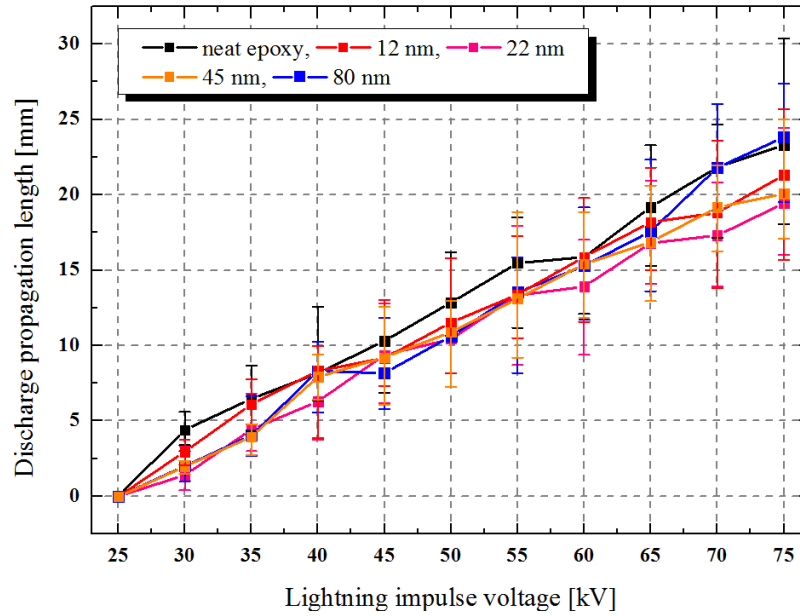 neat epoxy, 12 nm, 22 nm
45 nm, 80 nm
30
25
20
15
10
5
0
Discharge propagation length [mm]
25 30 35 40 45 50 55 60 65 70 75
Lightning impulse voltage [kV]